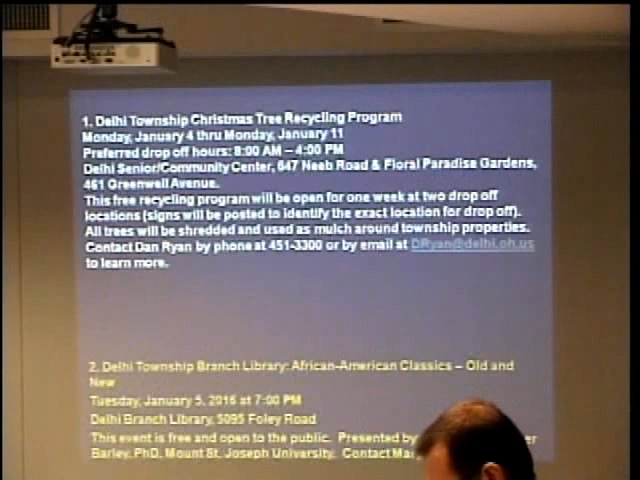 1. Delhi Township Christmas Tree Recycling Program
Monday, January 4 thru Monday, January 11
Preferred drop off hours: 8:00 AM – 4:00 PM
Delhi Senior/Community Center, 647 Neeb Road & Floral Paradise Gardens,
461 Greenwell Avenue.
This free recycling program will be open for one week at two drop off
locations (signs will be posted to identify the exact location for drop off).
All trees will be shredded and used as mulch around township properties.
Contact Dan Ryan by phone at 451-3300 or by email at DRyan@delhi.oh.us
to learn more.
2. Delhi Township Branch Library: African-American Classics – Old and
New
Tuesday, January 5, 2016 at 7:00 PM
Delhi Branch Library, 5095 Foley Road
This event is free and open to the public. Presented by
Barley, PhD, Mount St. Joseph University. Contact